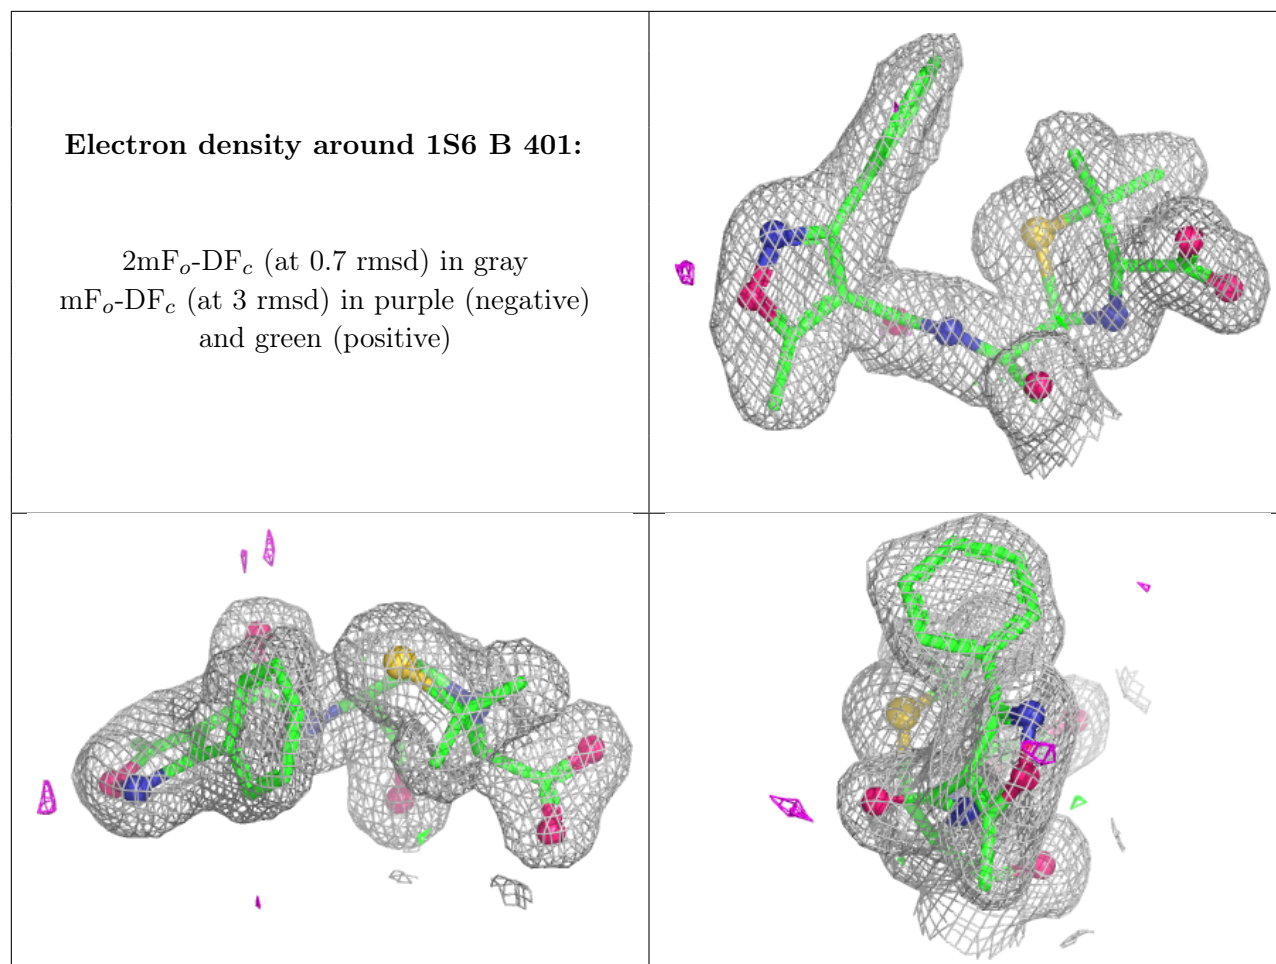 Electron density around 1S6 B 401:
2mFo-DFc (at 0.7 rmsd) in gray
mFo-DFc (at 3 rmsd) in purple (negative)
and green (positive)